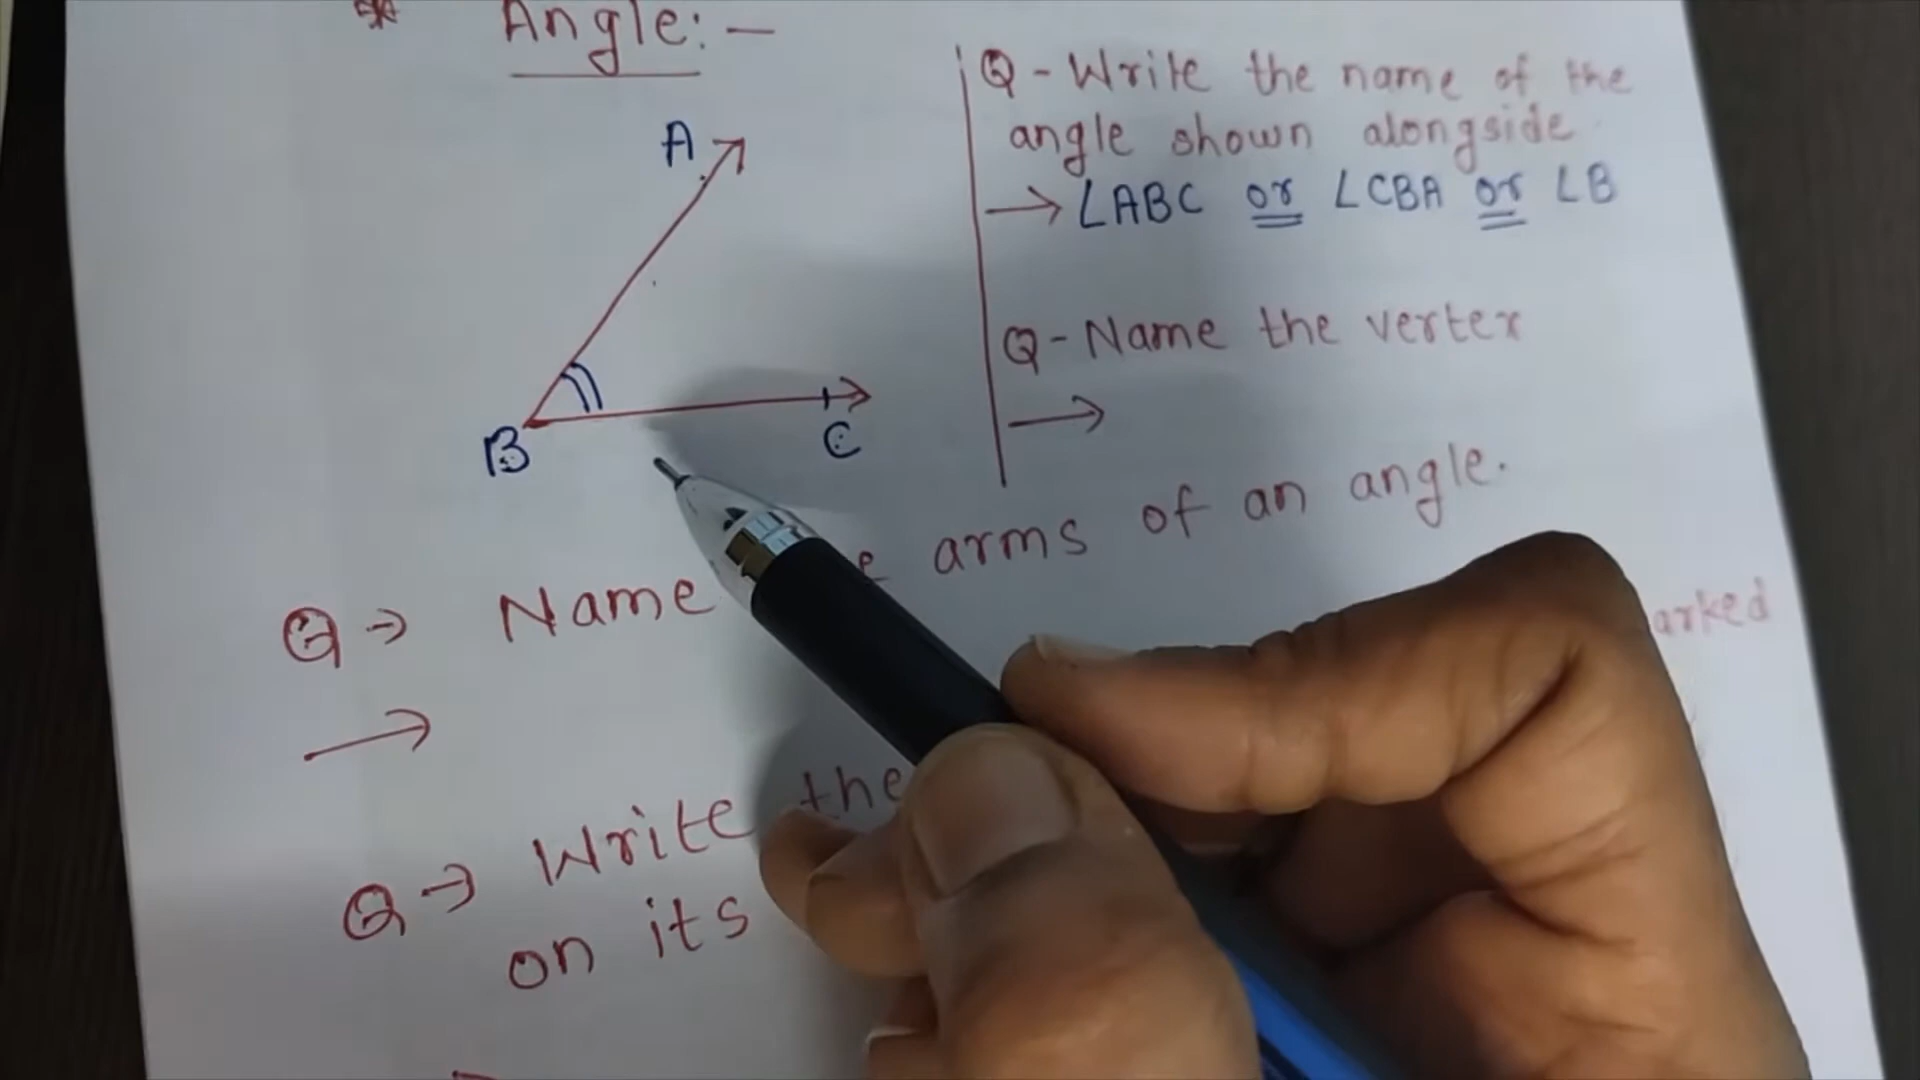 * Angle:-
A
B
C
Q - Write the name of the
angle shown alongside
→ ∠ABC or ∠CBA or ∠B
Q - Name the vertex
→
Q → Name arms of an angle.
→
Q → Write the
on its